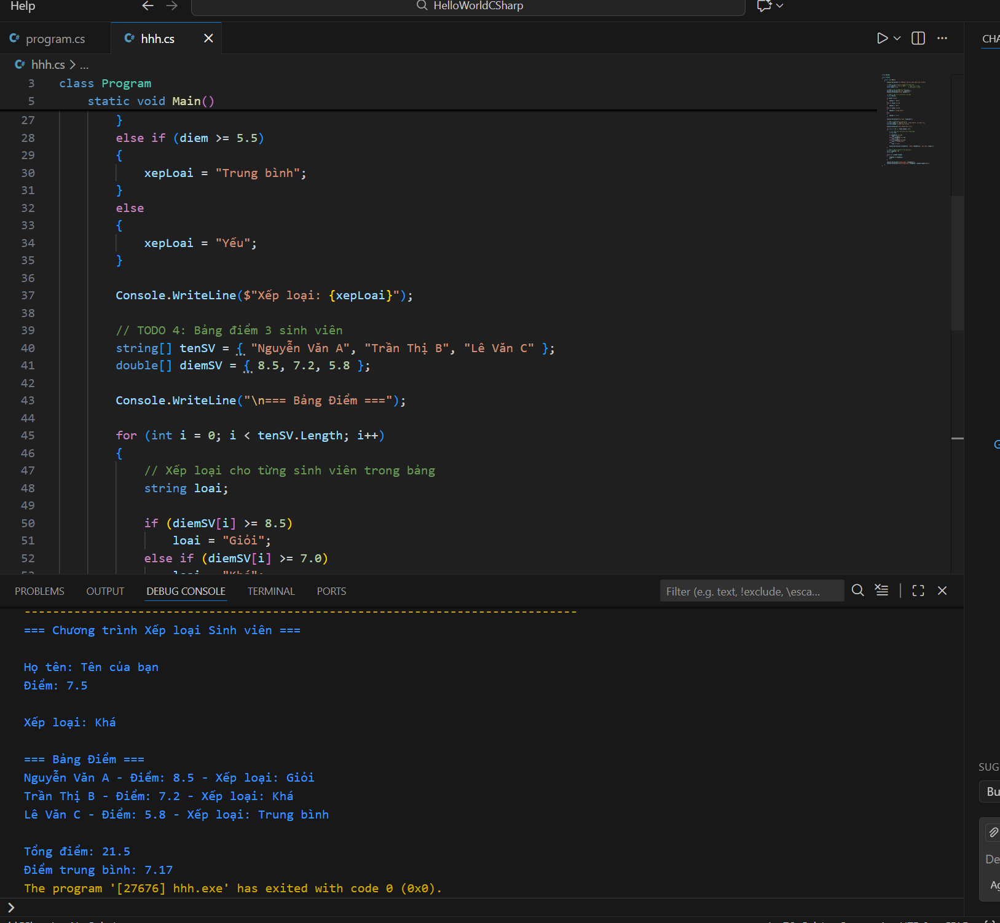 Help
HelloWorldCSharp
program.cs
hhh.cs
CHA
hhh.cs > ...
3 class Program
5 static void Main()
27 }
28 else if (diem >= 5.5)
29 {
30 xepLoai = "Trung bình";
31 }
32 else
33 {
34 xepLoai = "Yếu";
35 }
36
37 Console.WriteLine($"Xếp loại: {xepLoai}");
38
39 // TODO 4: Bảng điểm 3 sinh viên
40 string[] tenSV = { "Nguyễn Văn A", "Trần Thị B", "Lê Văn C" };
41 double[] diemSV = { 8.5, 7.2, 5.8 };
42
43 Console.WriteLine("\n=== Bảng Điểm ===");
44
45 for (int i = 0; i < tenSV.Length; i++)
46 {
47 // Xếp loại cho từng sinh viên trong bảng
48 string loai;
49
50 if (diemSV[i] >= 8.5)
51 loai = "Giỏi";
52 else if (diemSV[i] >= 7.0)
53 loai = "Khá";
PROBLEMS OUTPUT DEBUG CONSOLE TERMINAL PORTS
Filter (e.g. text, !exclude, \esca...
------------------------------------------------------------------------------
=== Chương trình Xếp loại Sinh viên ===
Họ tên: Tên của bạn
Điểm: 7.5
Xếp loại: Khá
=== Bảng Điểm ===
Nguyễn Văn A - Điểm: 8.5 - Xếp loại: Giỏi
Trần Thị B - Điểm: 7.2 - Xếp loại: Khá
Lê Văn C - Điểm: 5.8 - Xếp loại: Trung bình
Tổng điểm: 21.5
Điểm trung bình: 7.17
The program '[27676] hhh.exe' has exited with code 0 (0x0).
SUG
Bu
De
Ag